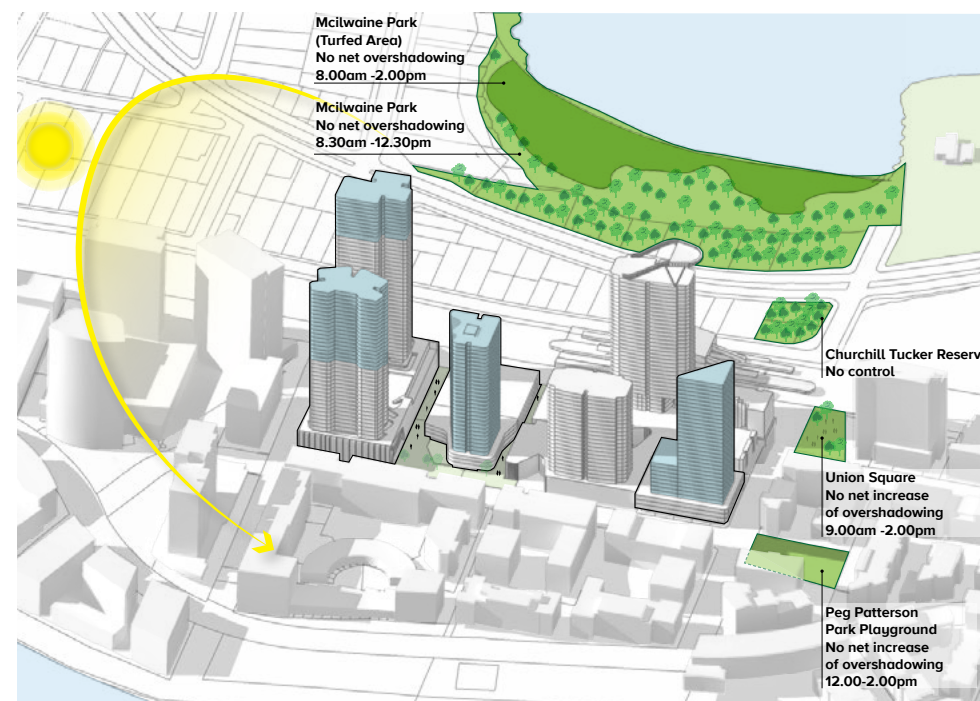 Mcilwaine Park
(Turfed Area)
No net overshadowing
8.00am -2.00pm
Mcilwaine Park
No net overshadowing
8.30am -12.30pm
Churchill Tucker Reserv
No control
Union Square
No net increase
of overshadowing
9.00am -2.00pm
Peg Patterson
Park Playground
No net increase
of overshadowing
12.00-2.00pm